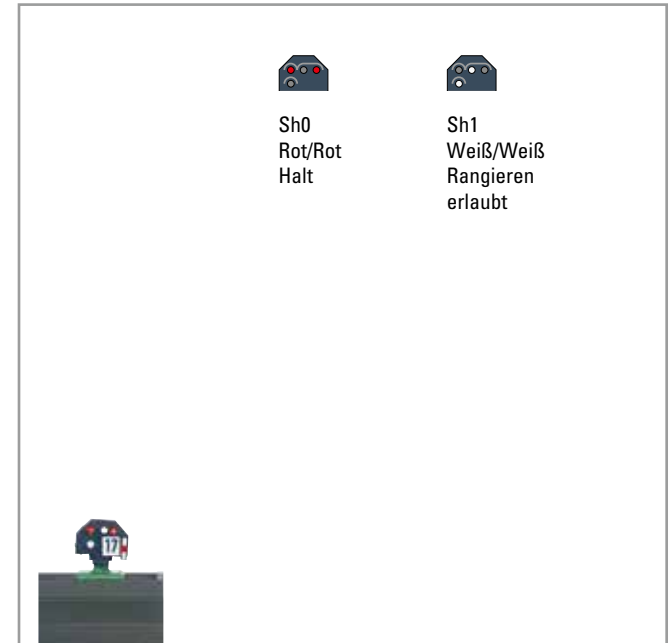 Sh0
Rot/Rot
Halt
Sh1
Weiß/Weiß
Rangieren
erlaubt
17